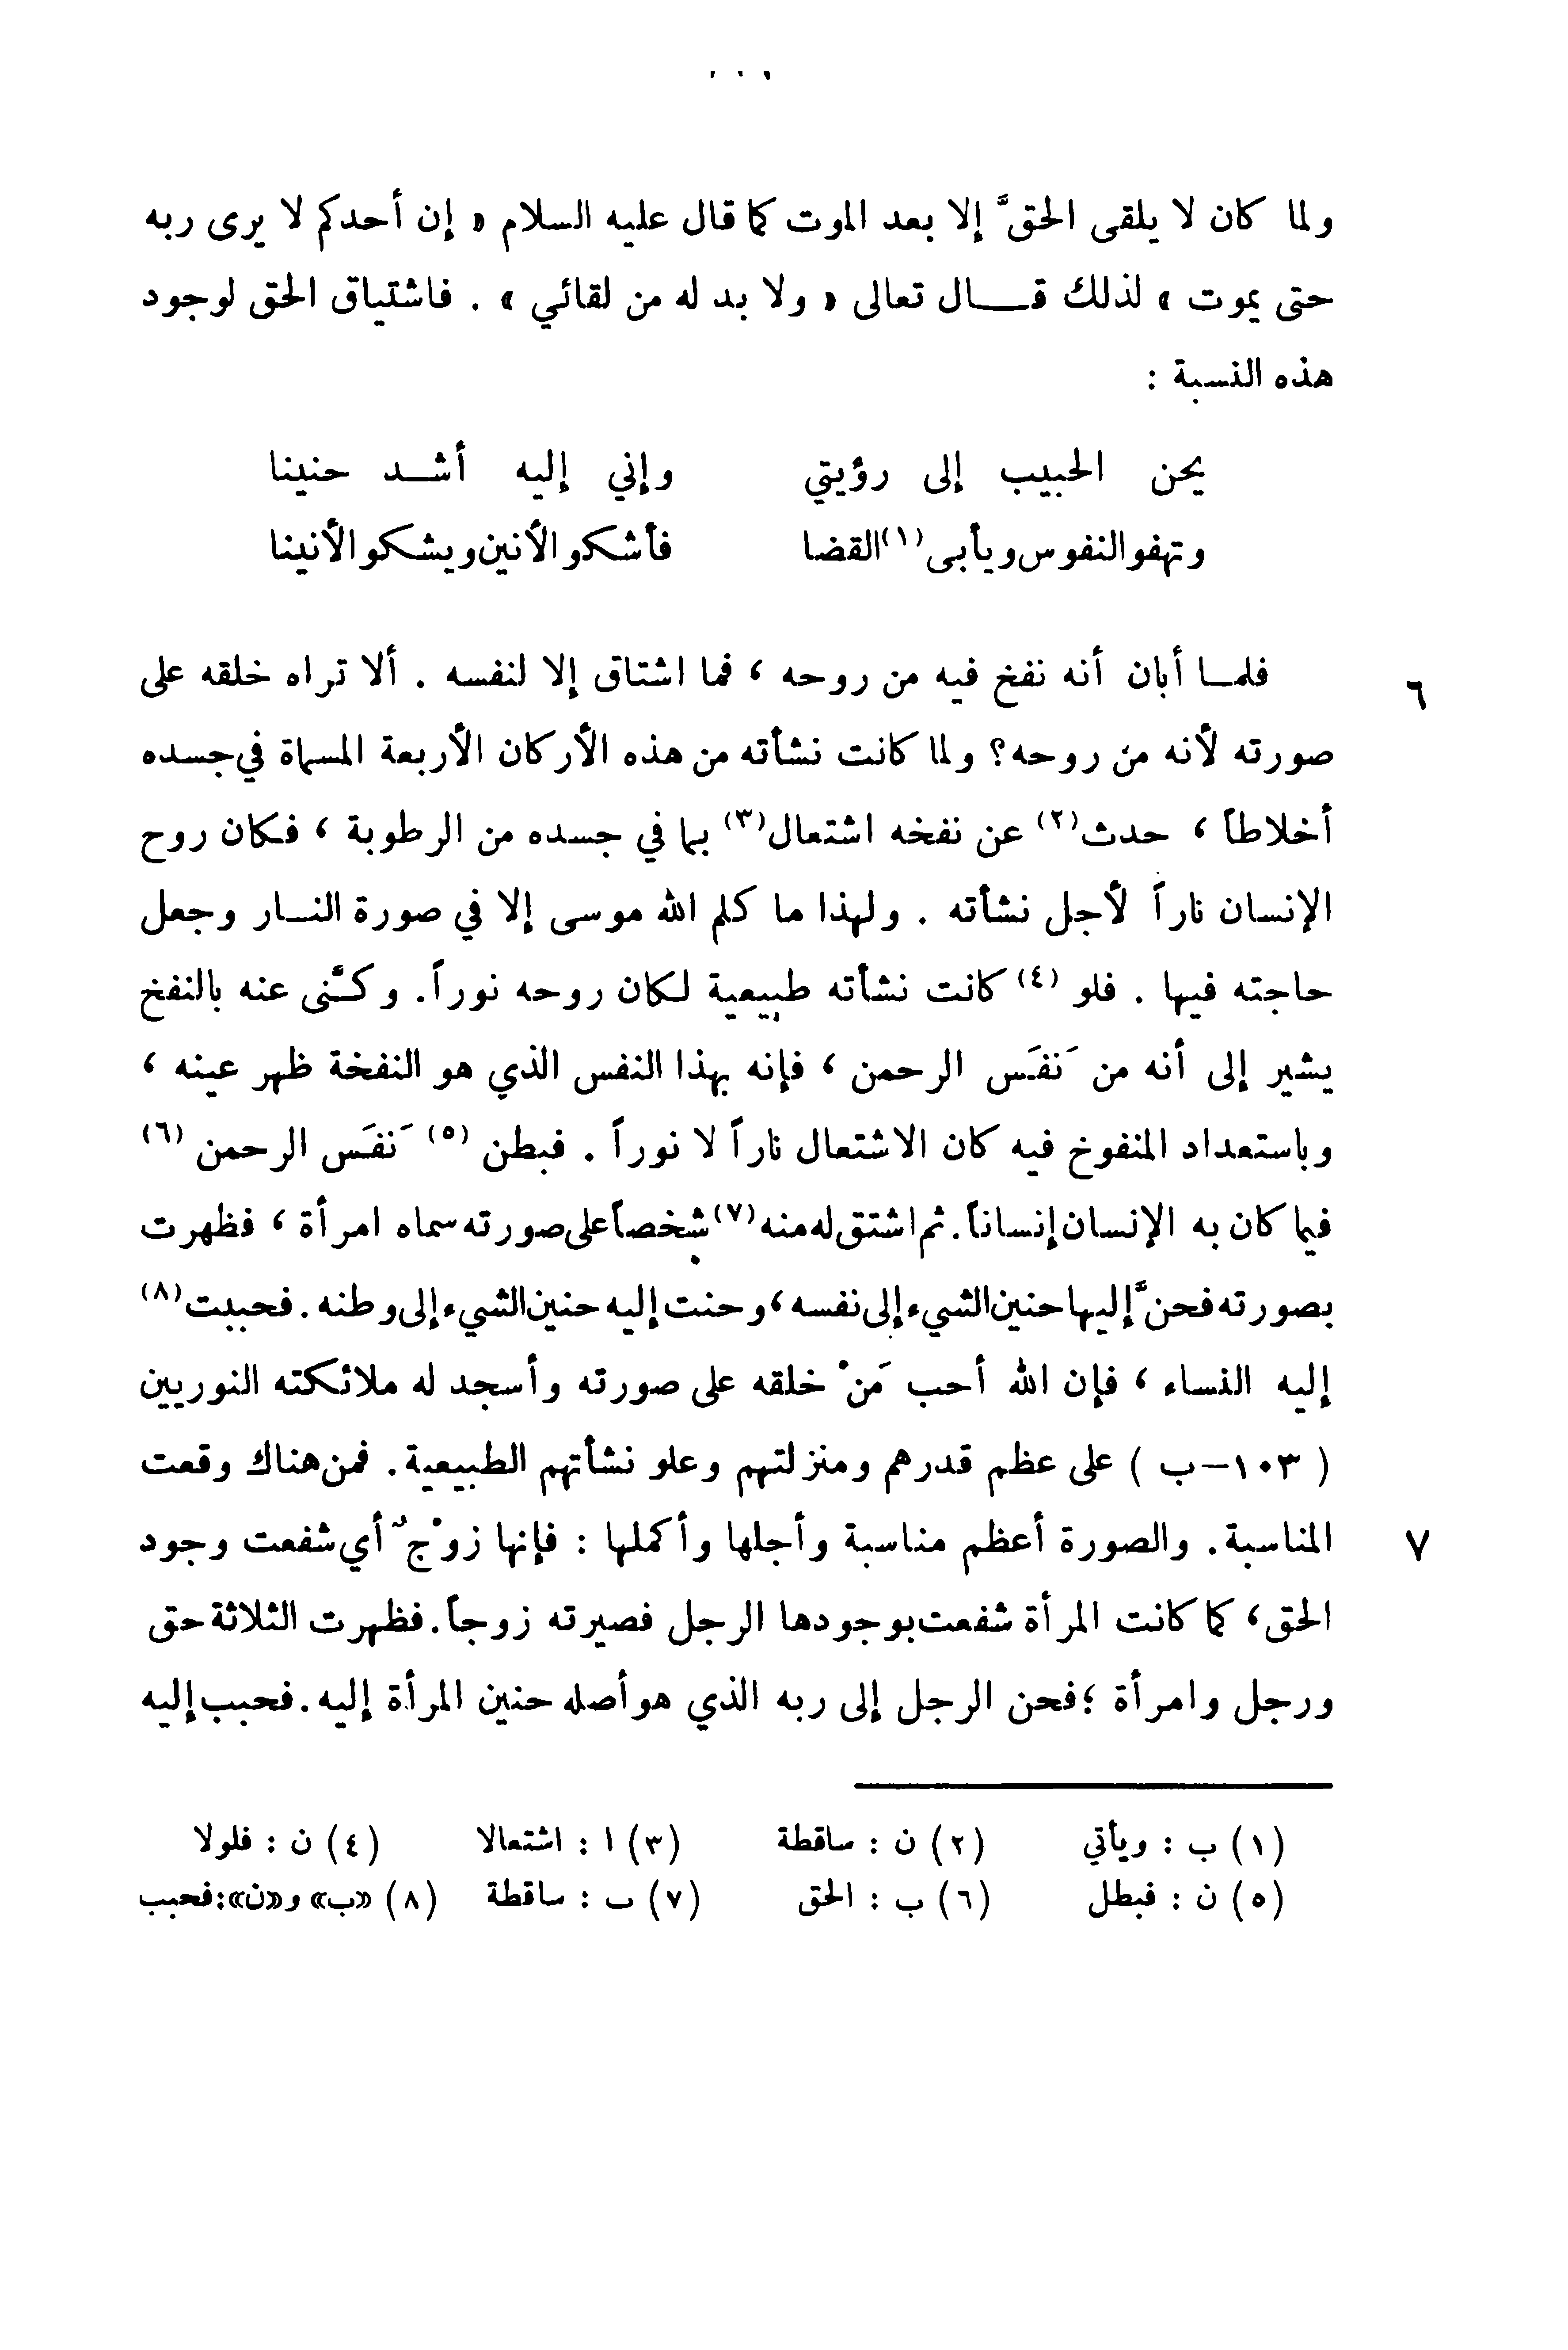 ولما كان لا يلقى الحقَّ إلا بعد الموت كما قال عليه السلام « إن أحدكم لا يرى ربه
حتى يموت » لذلك قـــال تعالى « ولا بد له من لقائي » . فاشتياق الحق لوجود
هذه النسبة :
يحن الحبيب إلى رؤيتي وإني إليه أشـد حنينا
وتهفو النفوس ويأبى(١) القضا فأشكو الأنين ويشكو الأنينا
٦ فلمـا أبان أنه نفخ فيه من روحه ، فما اشتاق إلا لنفسه . ألا تراه خلقه على
صورته لأنه من روحه؟ ولما كانت نشأته من هذه الأركان الأربعة المسماة في جسده
أخلاطاً ، حدث(٢) عن نفخه اشتعال(٣) بما في جسده من الرطوبة ، فكان روح
الإنسان ناراً لأجل نشأته . ولهذا ما كلم الله موسى إلا في صورة النـار وجعل
حاجته فيها . فلو (٤) كانت نشأته طبيعية لكان روحه نوراً. وكنَّى عنه بالنفخ
يشير إلى أنه من نَفَس الرحمن ، فإنه بهذا النفس الذي هو النفخة ظهر عينه ،
وباستعداد المنفوخ فيه كان الاشتعال ناراً لا نوراً . فبطن (٥) نَفَس الرحمن (٦)
فيما كان به الإنسان إنساناً. ثم اشتق له منه(٧) شخصاً على صورته سماه امرأة ، فظهرت
بصورته فحنَّ إليها حنين الشيء إلى نفسه ، وحنت إليه حنين الشيء إلى وطنه . فحببت(٨)
إليه النساء ، فإن الله أحب مَنْ خلقه على صورته وأسجد له ملائكته النوريين
( ١٠٣–ب ) على عظم قدرهم ومنزلتهم وعلو نشأتهم الطبيعية. فمن هناك وقعت
٧ المناسبة. والصورة أعظم مناسبة وأجلها وأكملها : فإنها زوْجٌ أي شفعت وجود
الحق، كما كانت المرأة شفعت بوجودها الرجل فصيرته زوجاً. فظهرت الثلاثة حق
ورجل وامرأة ؛ فحن الرجل إلى ربه الذي هو أصله حنين المرأة إليه. فحبب إليه
(١) ب : ويأتي (٢) ن : ساقطة (٣) ا : اشتعالا (٤) ن : فلولا
(٥) ن : فبطل (٦) ب : الحق (٧) ب : ساقطة (٨) «ب» و«ن»: فحبب